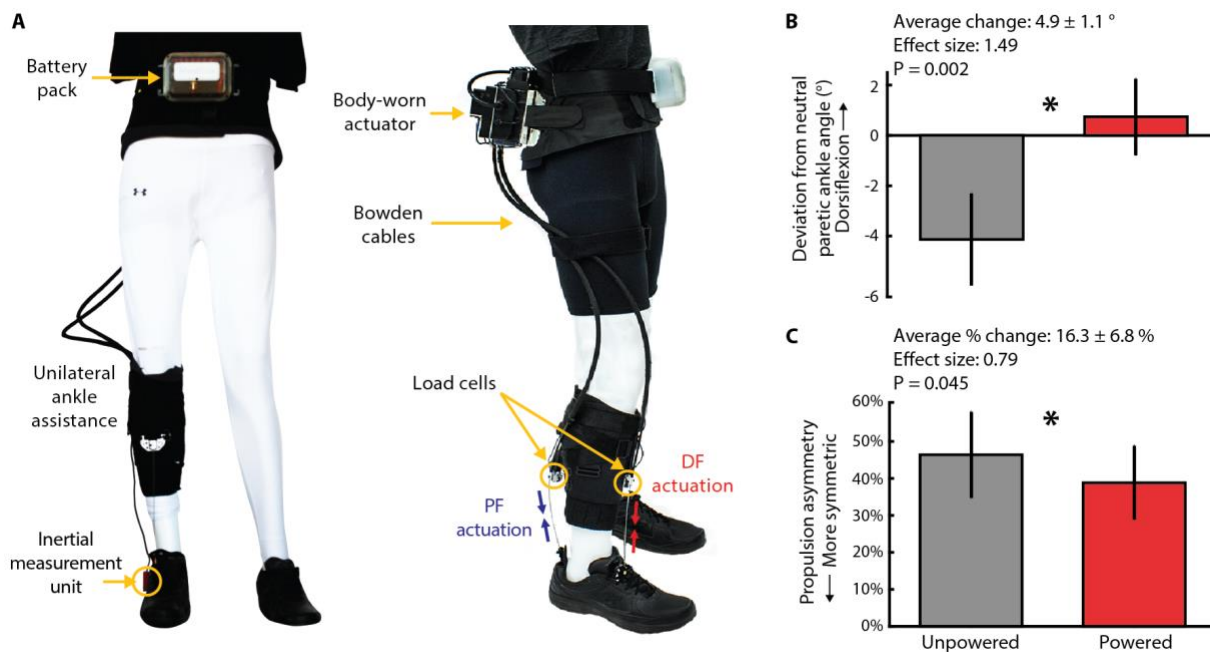 A
Battery
pack
Body-worn
actuator
Bowden
cables
Unilateral
ankle
assistance
Load cells
DF
actuation
PF
actuation
Inertial
measurement
unit
B
Average change: 4.9 ± 1.1 °
Effect size: 1.49
P = 0.002
Deviation from neutral
paretic ankle angle (°)
Dorsiflexion →
2
0
-2
-4
-6
*
C
Average % change: 16.3 ± 6.8 %
Effect size: 0.79
P = 0.045
Propulsion asymmetry
← More symmetric
60%
50%
40%
30%
20%
10%
0%
*
Unpowered
Powered